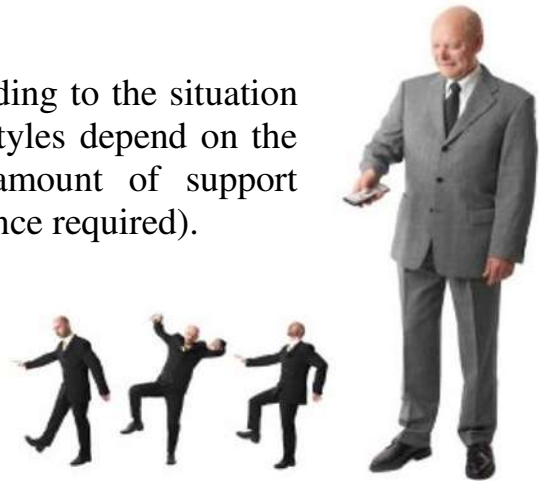 ding to the situation
tyles depend on the
amount of support
nce required).